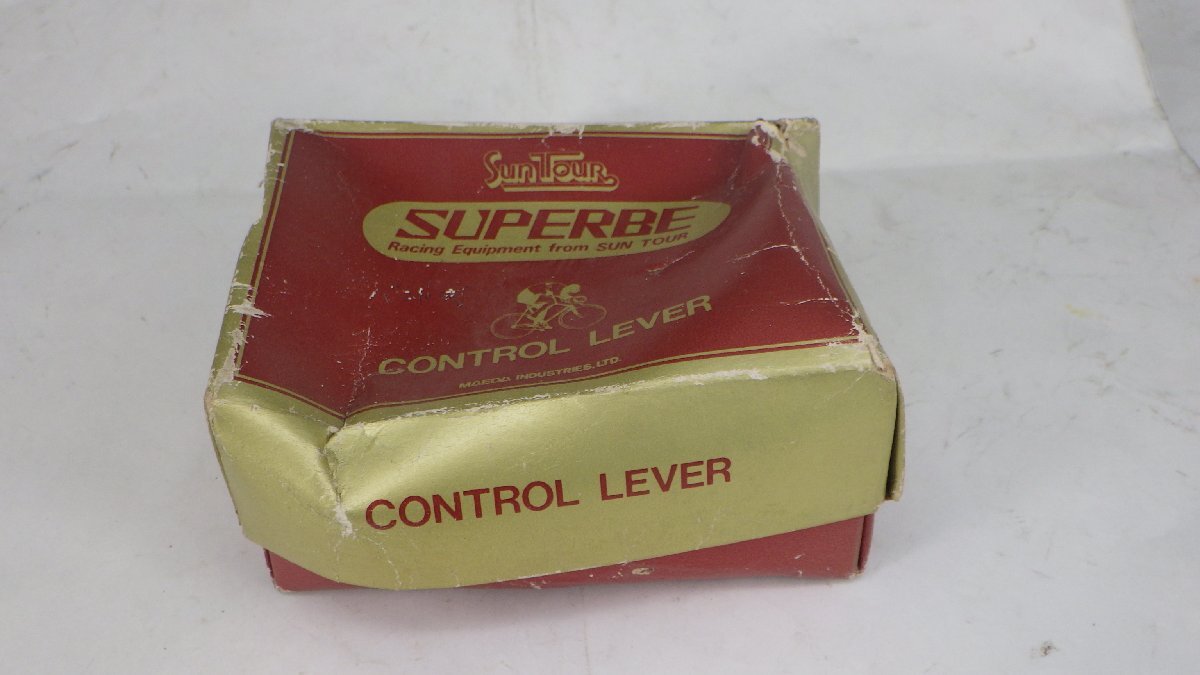 SunTour
SUPERBE
Racing Equipment from SUN TOUR
CONTROL LEVER
MAEDA INDUSTRIES, LTD.
CONTROL LEVER